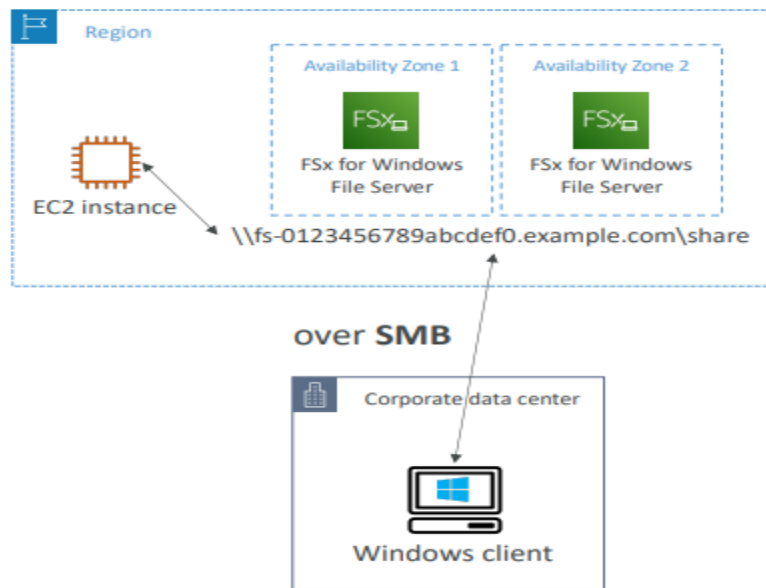 Region
Availability Zone 1
Availability Zone 2
FSx
FSx
FSx for Windows
File Server
FSx for Windows
File Server
EC2 instance
\\fs-0123456789abcdef0.example.com\share
over SMB
Corporate data center
Windows client